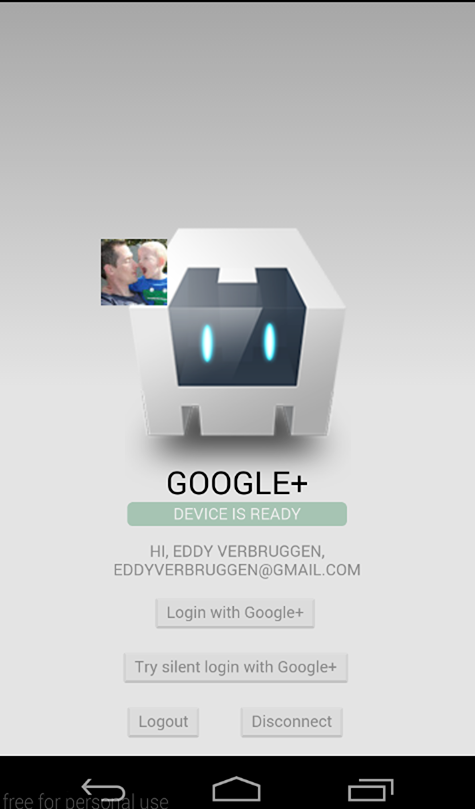 GOOGLE+
DEVICE IS READY
HI, EDDY VERBRUGGEN,
EDDYVERBRUGGEN@GMAIL.COM
Login with Google+
Try silent login with Google+
Logout Disconnect
free for personal use